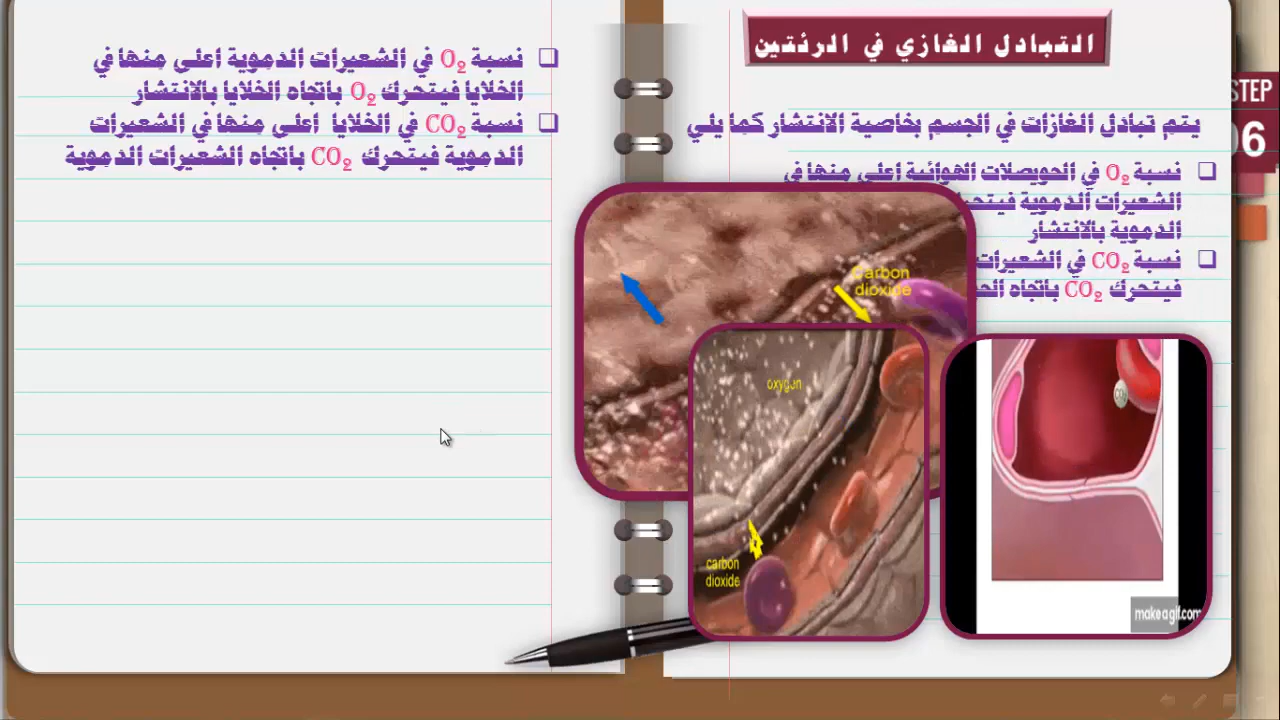 التبادل الغازي في الرئتين
STEP
06
يتم تبادل الغازات في الجسم بخاصية الانتشار كما يلي
نسبة O₂ في الحويصلات الهوائية اعلى منها في
الشعيرات الدموية
الدموية بالانتشار
نسبة CO₂ في الشعيرات
فيتحرك CO₂ باتجاه
نسبة O₂ في الشعيرات الدموية اعلى منها في
الخلايا فيتحرك O₂ باتجاه الخلايا بالانتشار
نسبة CO₂ في الخلايا اعلى منها في الشعيرات
الدموية فيتحرك CO₂ باتجاه الشعيرات الدموية
Carbon
dioxide
oxygen
carbon
dioxide
CO₂
makeagif.com